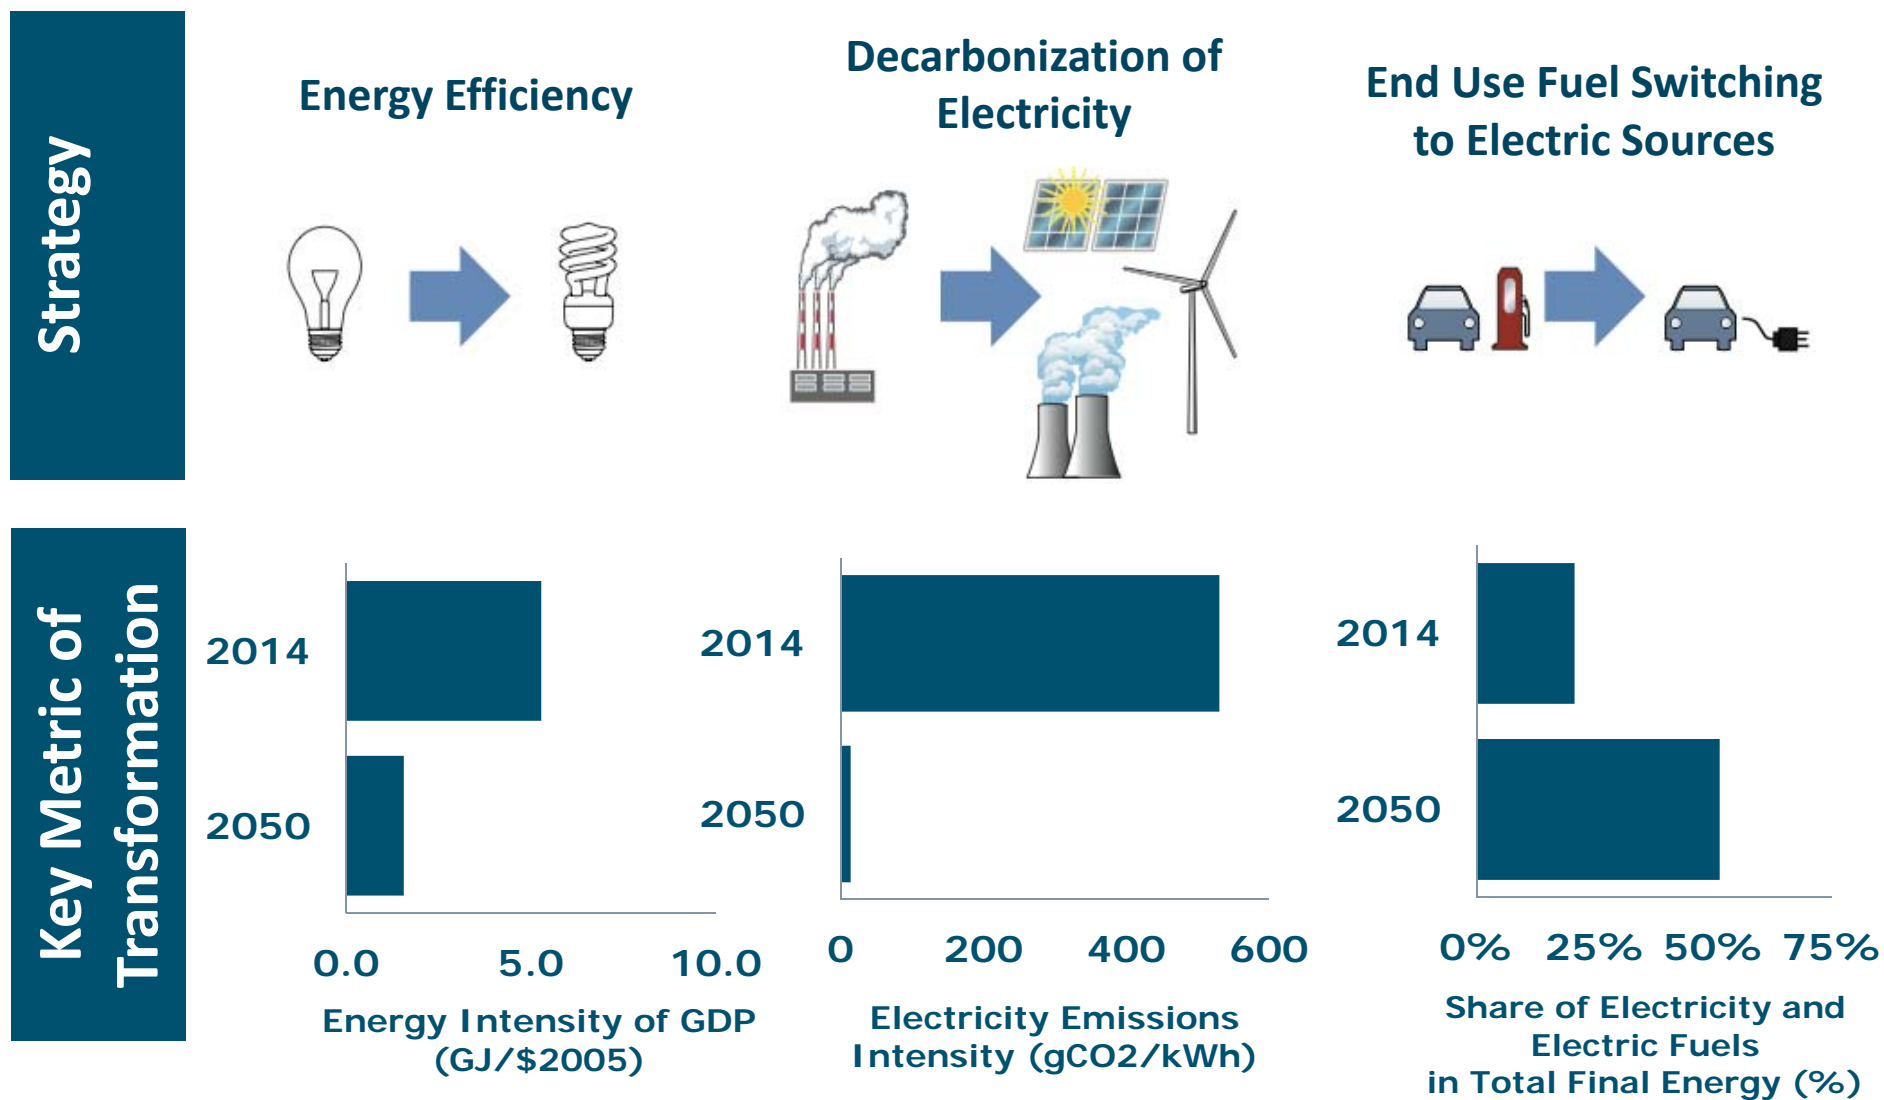 Strategy
Energy Efficiency
Decarbonization of
Electricity
End Use Fuel Switching
to Electric Sources
Key Metric of
Transformation
2014
2050
0.0 5.0 10.0
Energy Intensity of GDP
(GJ/$2005)
2014
2050
0 200 400 600
Electricity Emissions
Intensity (gCO2/kWh)
2014
2050
0% 25% 50% 75%
Share of Electricity and
Electric Fuels
in Total Final Energy (%)